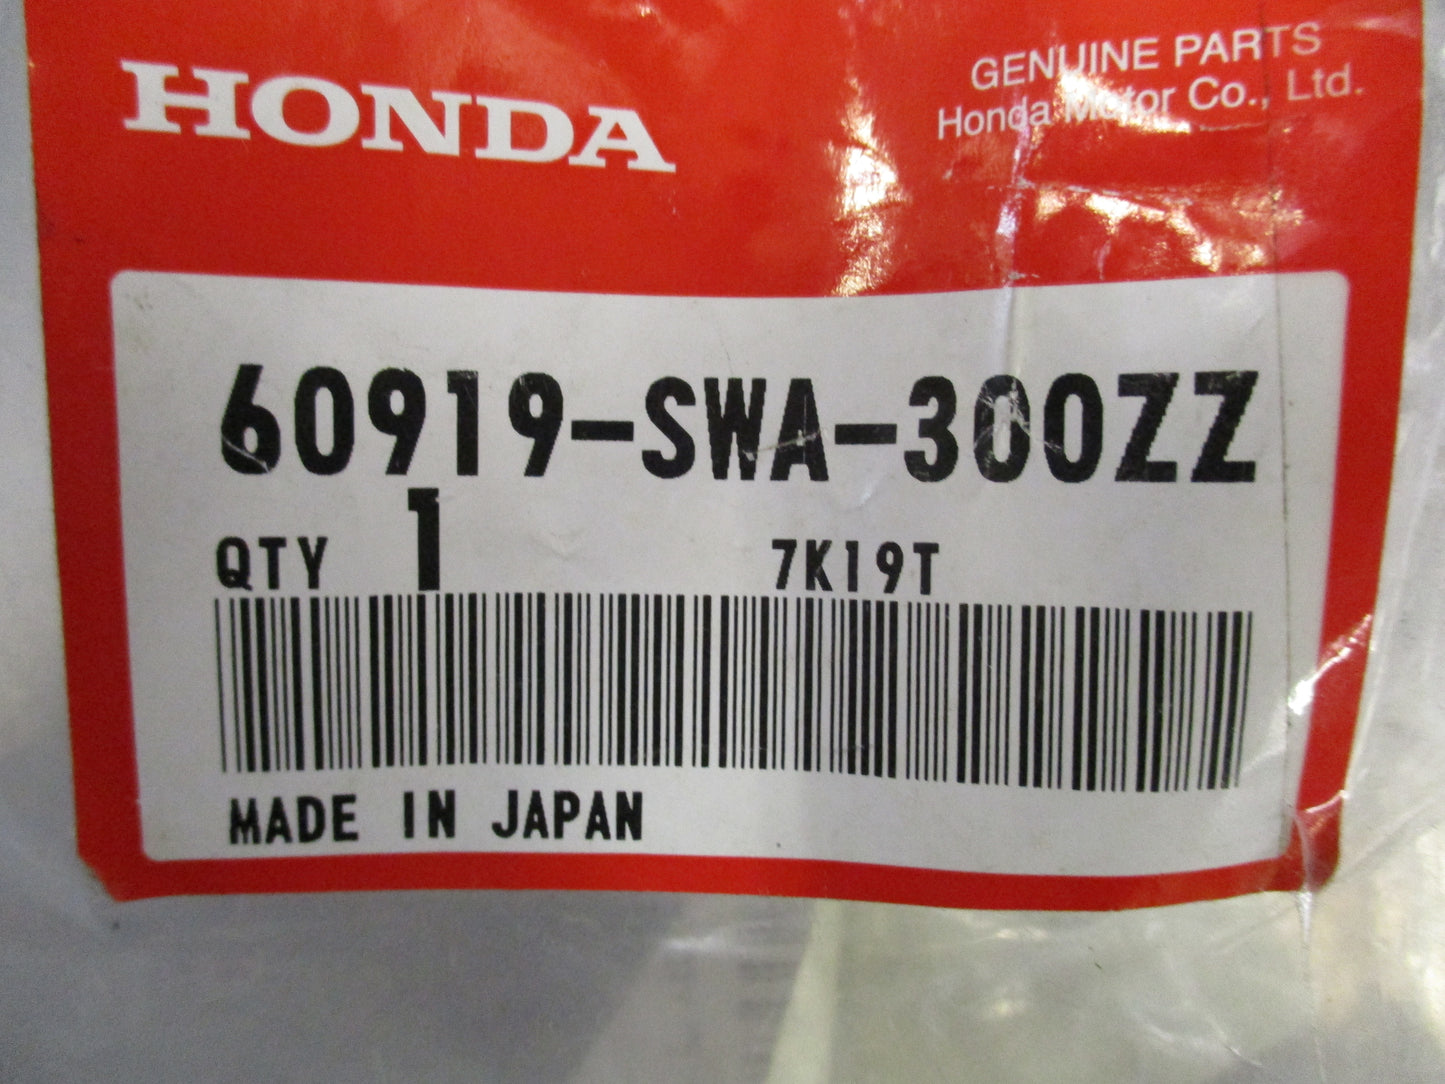 HONDA
GENUINE PARTS
Honda Motor Co., Ltd.
60919-SWA-300ZZ
QTY 1 7K19T
MADE IN JAPAN